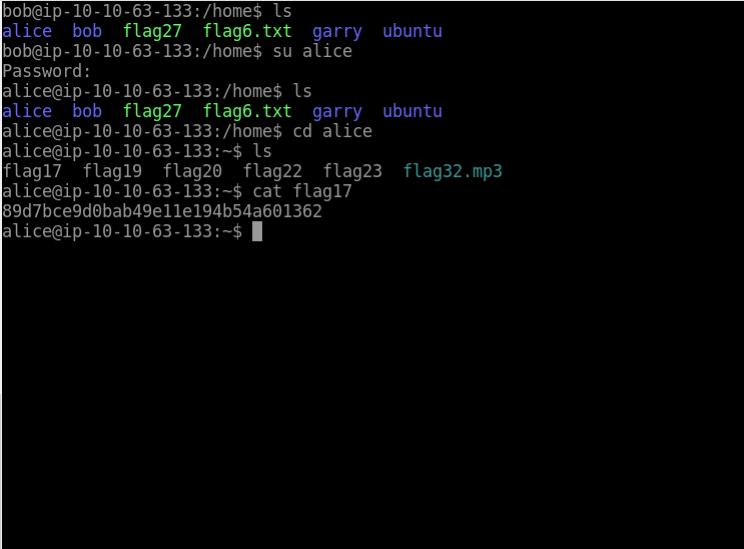 bob@ip-10-10-63-133:/home$ ls
alice  bob  flag27  flag6.txt  garry  ubuntu
bob@ip-10-10-63-133:/home$ su alice
Password:
alice@ip-10-10-63-133:/home$ ls
alice  bob  flag27  flag6.txt  garry  ubuntu
alice@ip-10-10-63-133:/home$ cd alice
alice@ip-10-10-63-133:~$ ls
flag17  flag19  flag20  flag22  flag23  flag32.mp3
alice@ip-10-10-63-133:~$ cat flag17
89d7bce9d0bab49e11e194b54a601362
alice@ip-10-10-63-133:~$